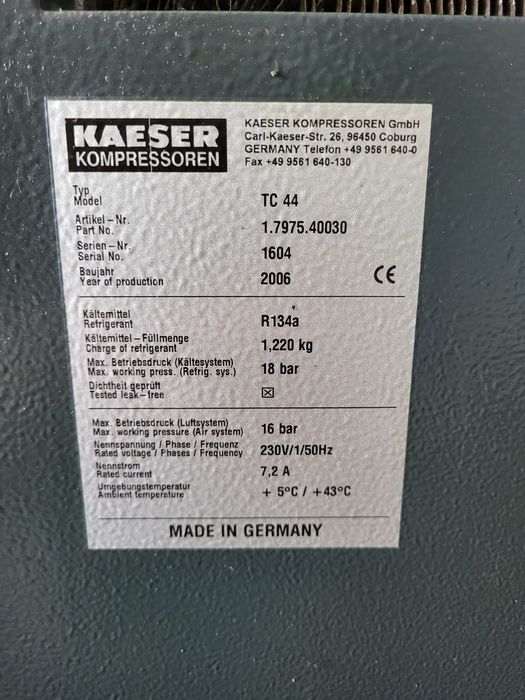 KAESER
KOMPRESSOREN
KAESER KOMPRESSOREN GmbH
Carl-Kaeser-Str. 26, 96450 Coburg
GERMANY Telefon +49 9561 640-0
Fax +49 9561 640-130
Typ
Model TC 44
Artikel-Nr.
Part No. 1.7975.40030
Serien-Nr.
Serial No. 1604
Baujahr
Year of production 2006 CE
Kältemittel
Refrigerant R134a
Kältemittel-Füllmenge
Charge of refrigerant 1,220 kg
Max. Betriebsdruck (Kältesystem)
Max. working press. (Refrig. sys.) 18 bar
Dichtheit geprüft
Tested leak-free ☒
Max. Betriebsdruck (Luftsystem)
Max. working pressure (Air system) 16 bar
Nennspannung / Phase / Frequenz
Rated voltage / Phases / Frequency 230V/1/50Hz
Nennstrom
Rated current 7,2 A
Umgebungstemperatur
Ambient temperature + 5°C / +43°C
MADE IN GERMANY